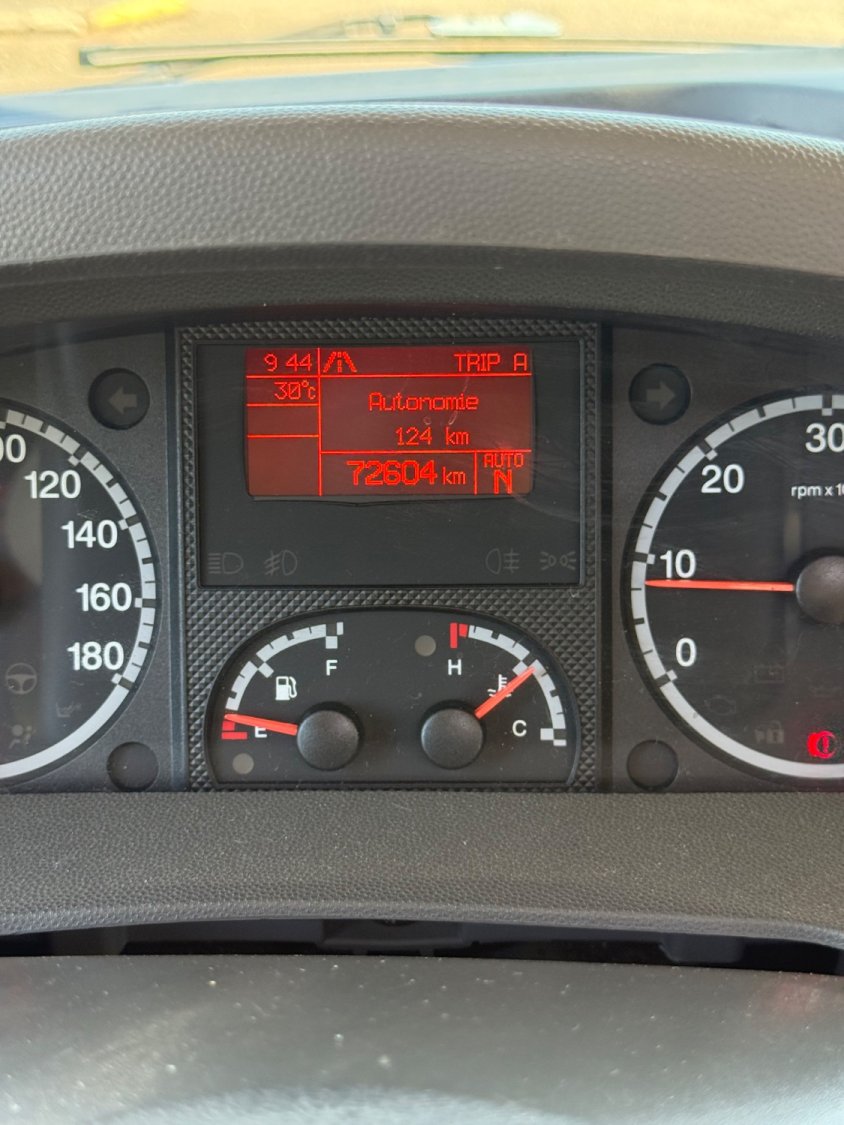 9 44
TRIP A
30°c
Autonomie
124 km
72604 km
AUTO
N
120
140
160
180
F
E
H
C
30
20
10
0
rpm x